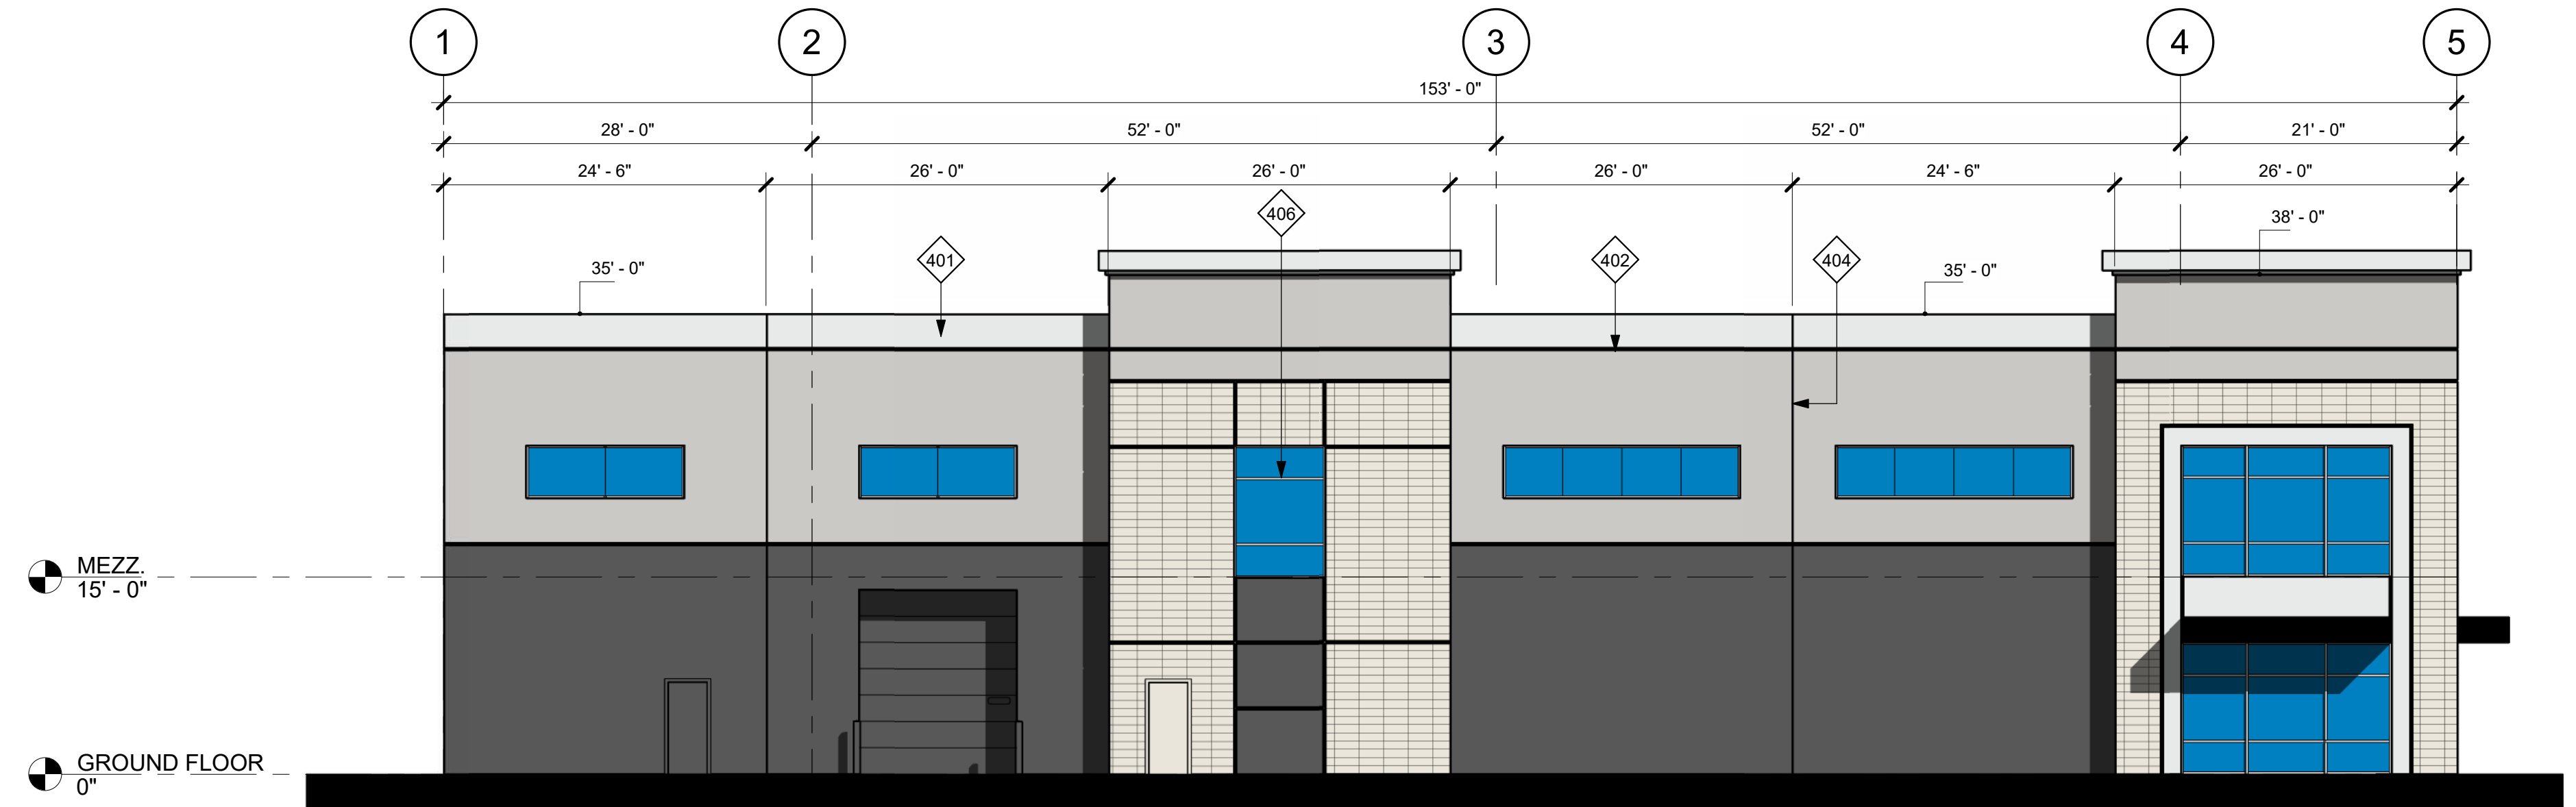 1 2 3 4 5
153' - 0"
28' - 0" 52' - 0" 52' - 0" 21' - 0"
24' - 6" 26' - 0" 26' - 0" 26' - 0" 24' - 6" 26' - 0"
406
38' - 0"
401 402 404
35' - 0" 35' - 0"
MEZZ.
15' - 0"
GROUND FLOOR
0"